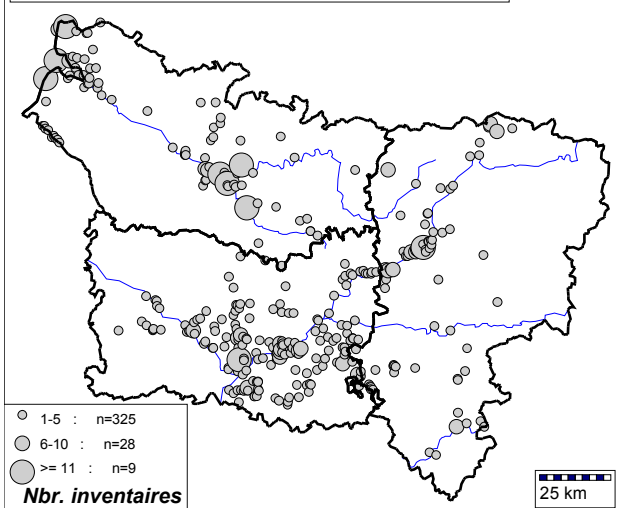 1-5 : n=325
6-10 : n=28
>= 11 : n=9
Nbr. inventaires
25 km